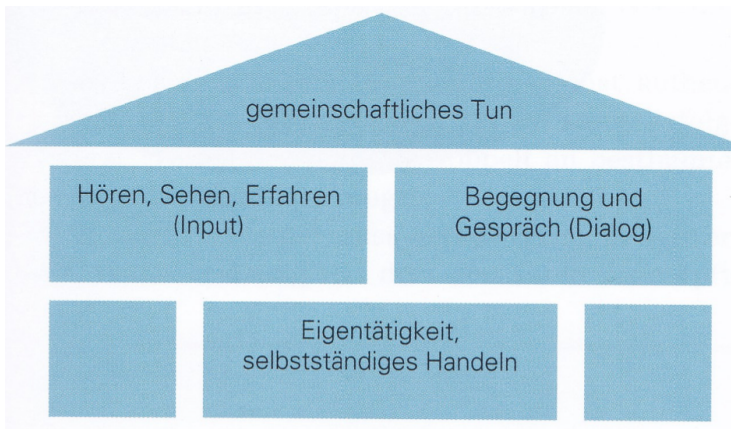 gemeinschaftliches Tun
Hören, Sehen, Erfahren
(Input)
Begegnung und
Gespräch (Dialog)
Eigentätigkeit,
selbstständiges Handeln